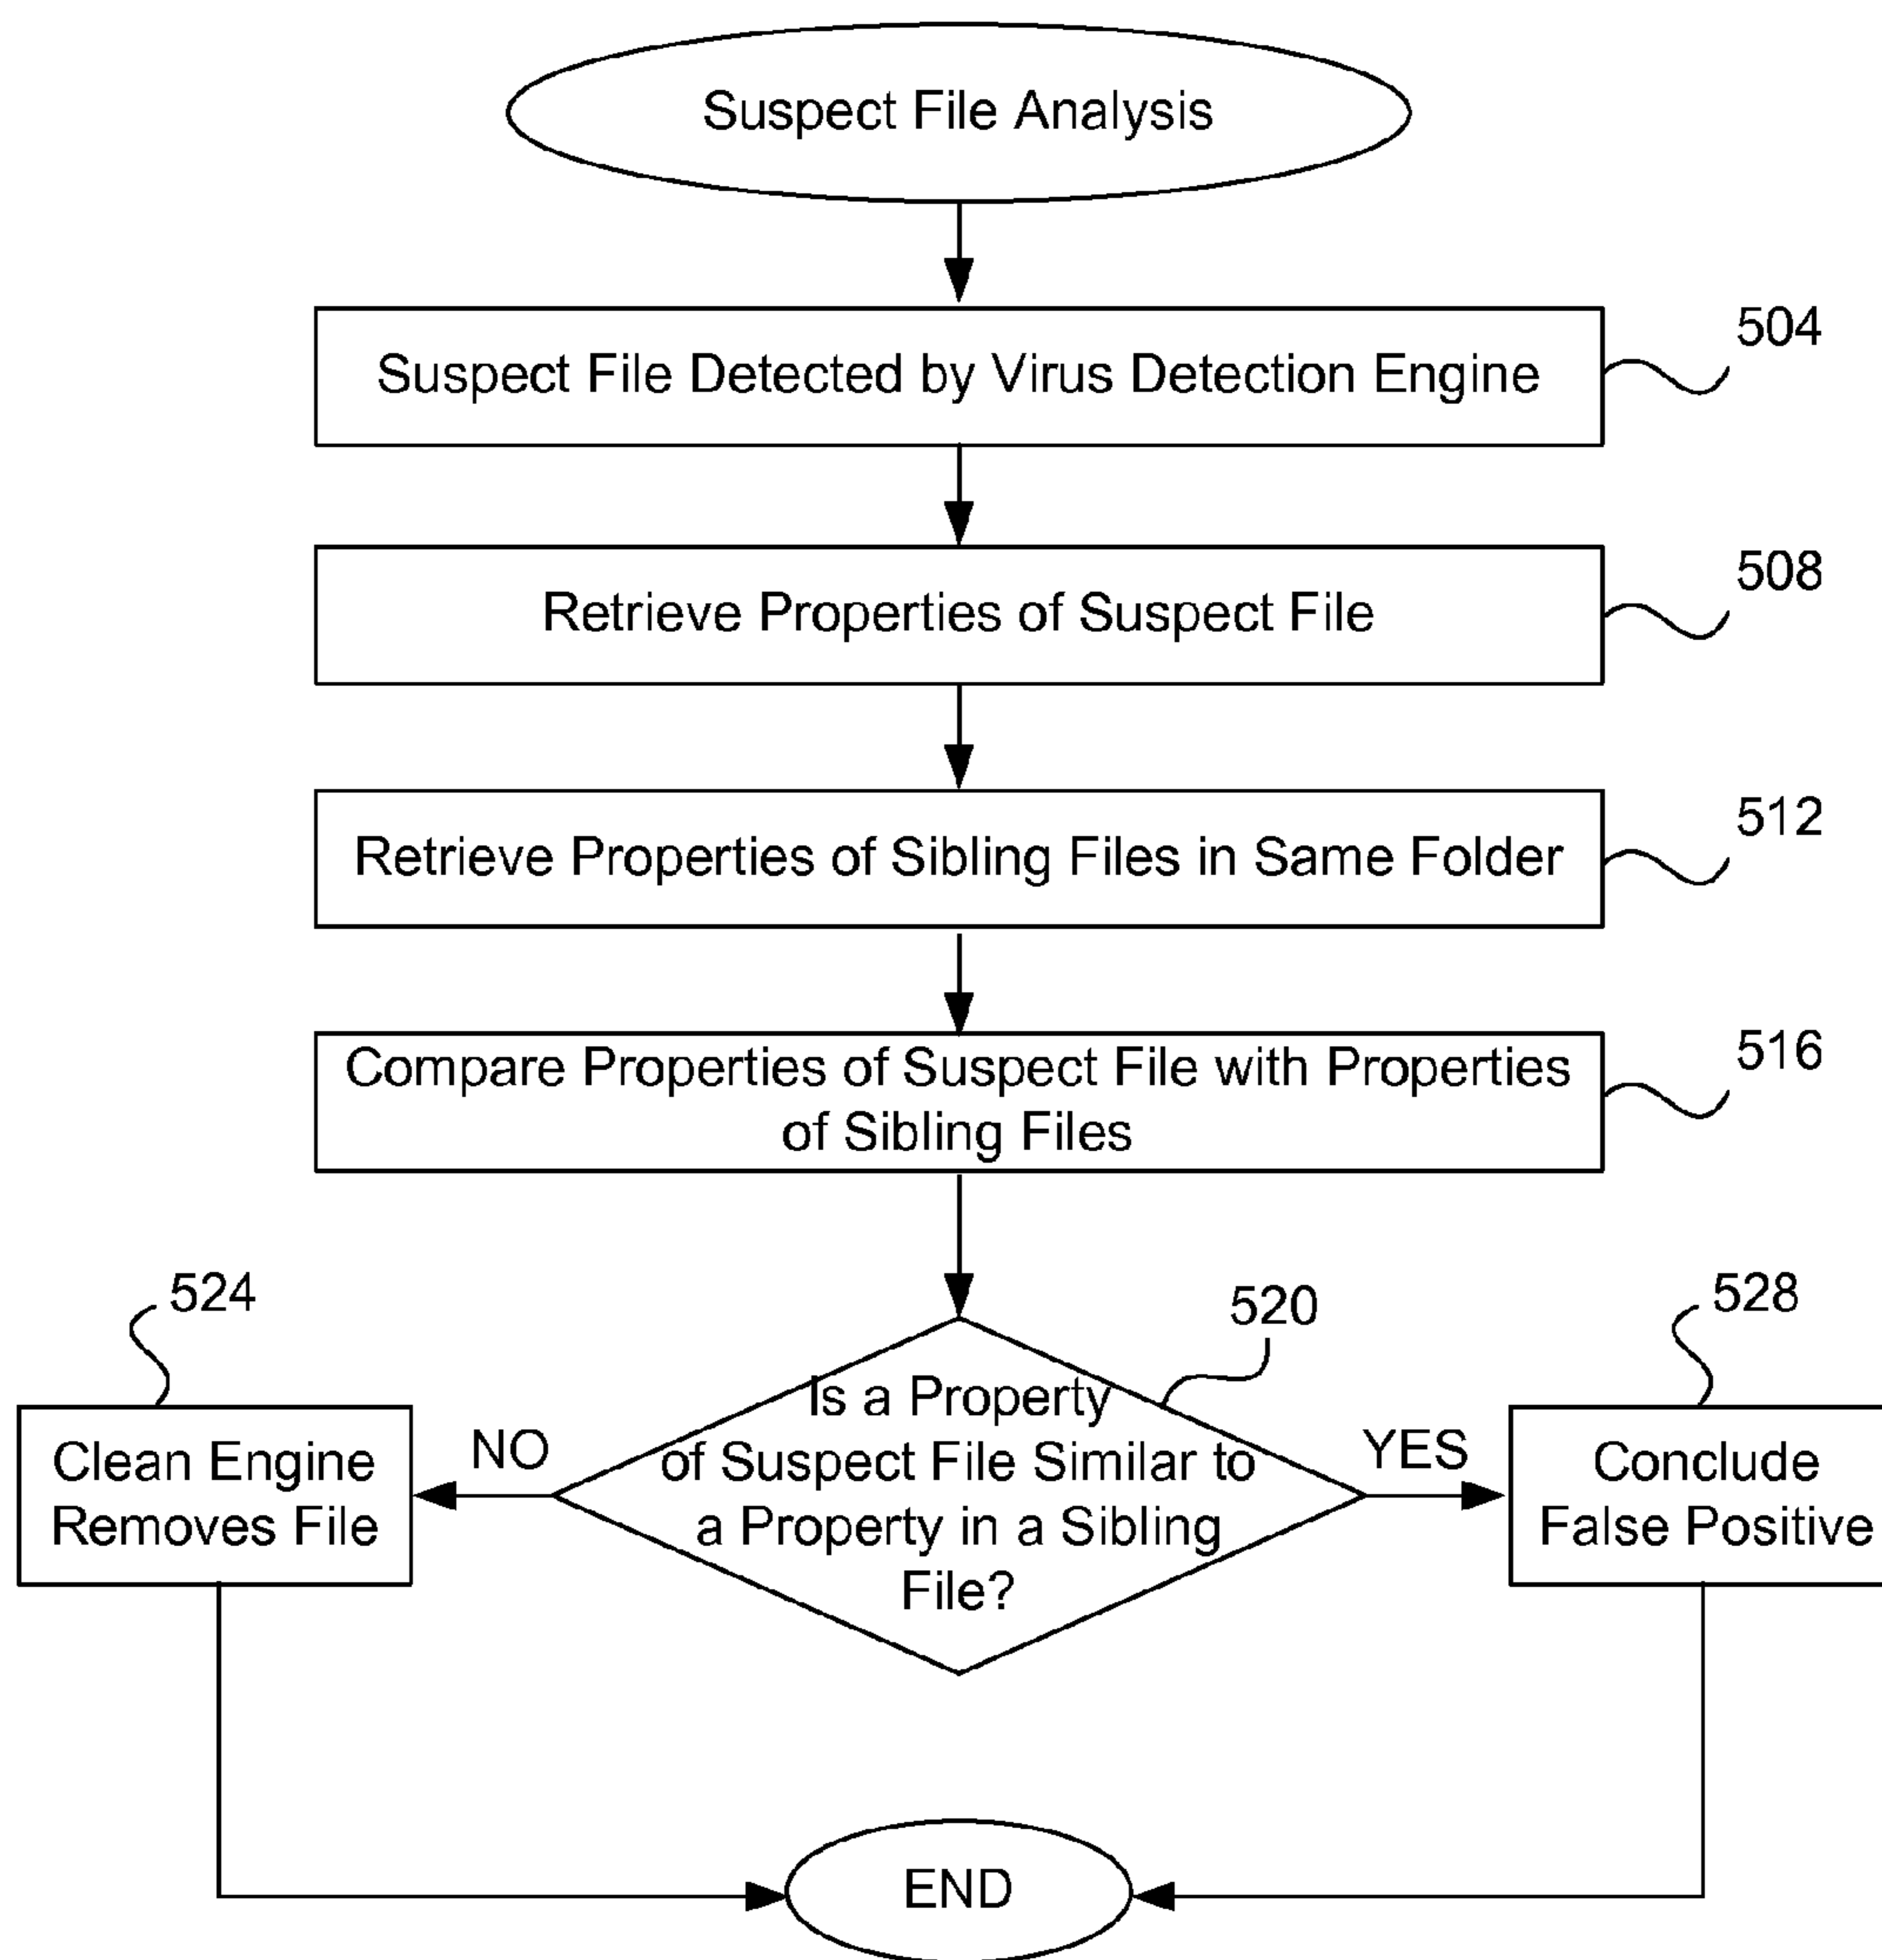 Suspect File Analysis
504
Suspect File Detected by Virus Detection Engine
508
Retrieve Properties of Suspect File
512
Retrieve Properties of Sibling Files in Same Folder
516
Compare Properties of Suspect File with Properties
of Sibling Files
524
520
528
Is a Property
of Suspect File Similar to
a Property in a Sibling
File?
NO
YES
Clean Engine
Removes File
Conclude
False Positive
END